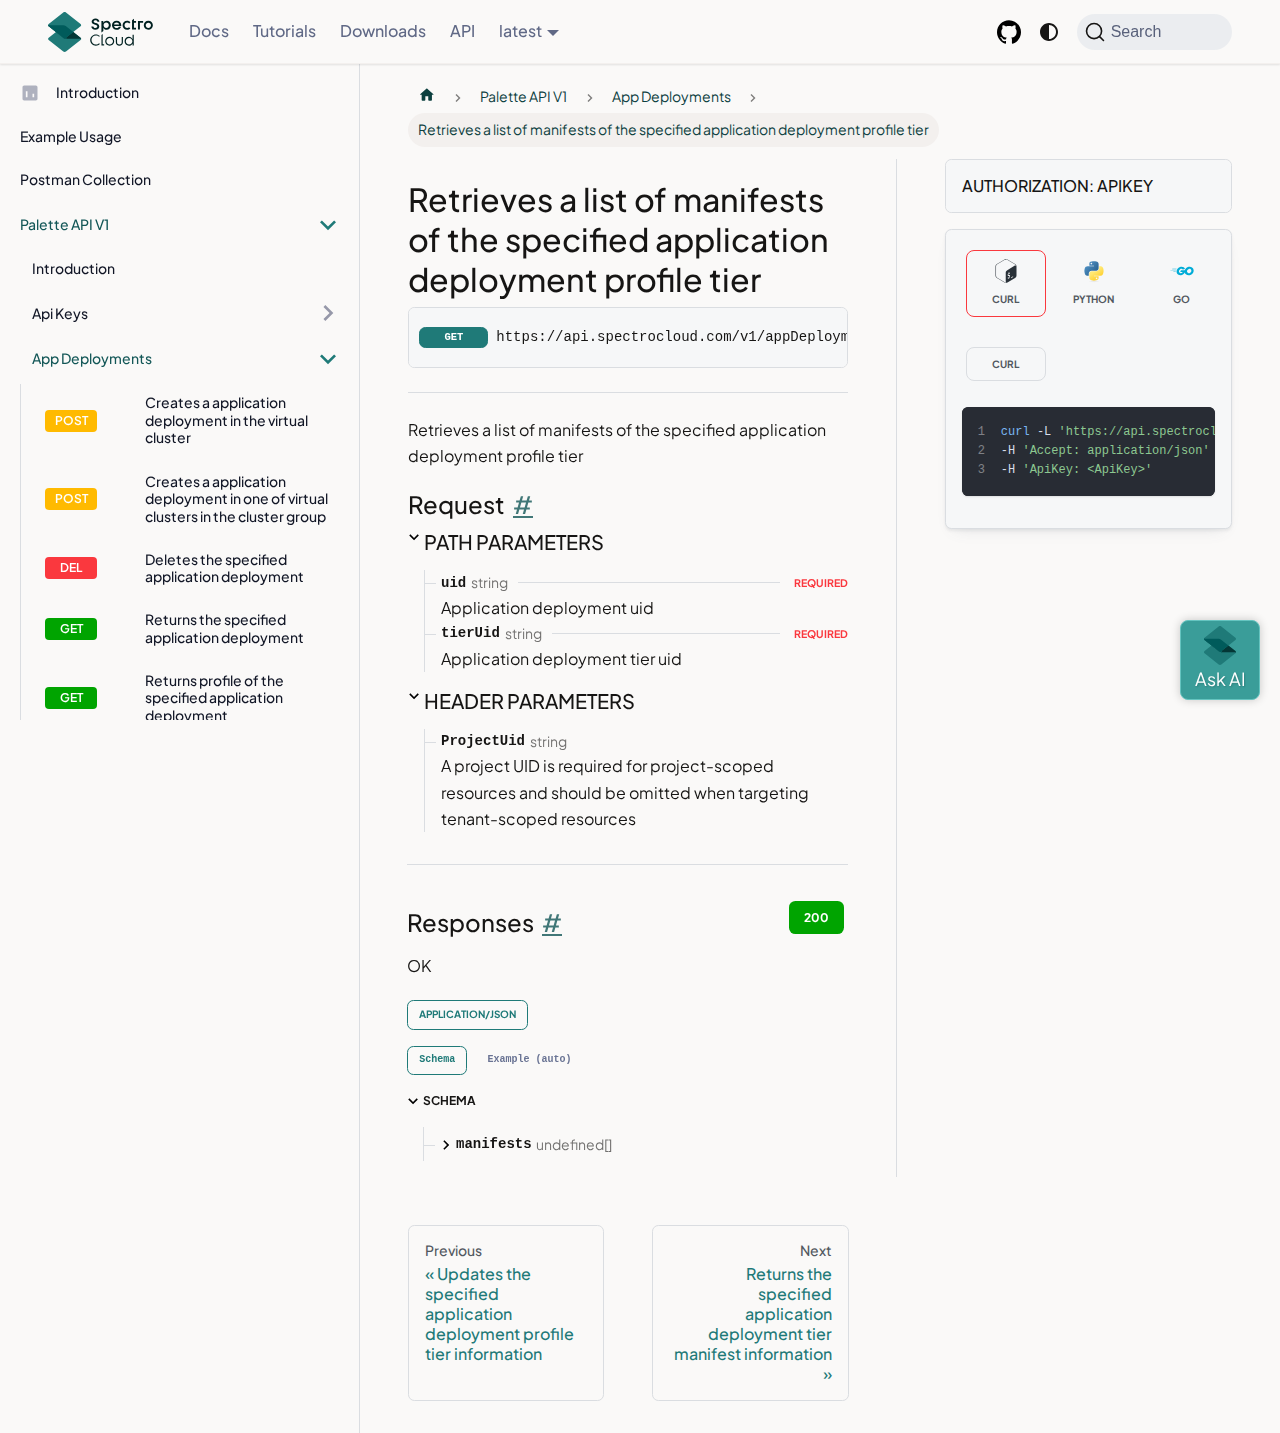 Spectro Cloud
Docs
Tutorials
Downloads
API
latest
Search
Introduction
Example Usage
Postman Collection
Palette API V1
Introduction
Api Keys
App Deployments
POST
Creates a application
deployment in the virtual
cluster
POST
Creates a application
deployment in one of virtual
clusters in the cluster group
DEL
Deletes the specified
application deployment
GET
Returns the specified
application deployment
GET
Returns profile of the
specified application
deployment
Palette API V1
App Deployments
Retrieves a list of manifests of the specified application deployment profile tier
Retrieves a list of manifests
of the specified application
deployment profile tier
GET https://api.spectrocloud.com/v1/appDeploym
Retrieves a list of manifests of the specified application
deployment profile tier
Request #
PATH PARAMETERS
uid string REQUIRED
Application deployment uid
tierUid string REQUIRED
Application deployment tier uid
HEADER PARAMETERS
ProjectUid string
A project UID is required for project-scoped
resources and should be omitted when targeting
tenant-scoped resources
Responses #
200
OK
APPLICATION/JSON
Schema Example (auto)
SCHEMA
manifests undefined[]
Previous
« Updates the
specified
application
deployment profile
tier information
Next
Returns the
specified
application
deployment tier
manifest information
»
AUTHORIZATION: APIKEY
CURL PYTHON GO
CURL
1 curl -L 'https://api.spectrocl
2 -H 'Accept: application/json'
3 -H 'ApiKey: <ApiKey>'
Ask AI